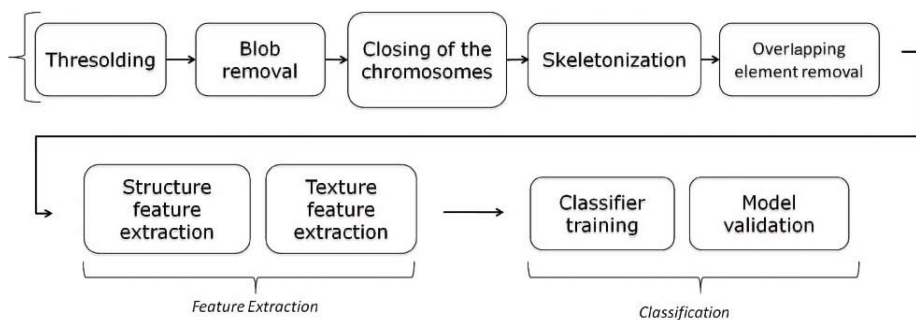 Thresolding
Blob
removal
Closing of the
chromosomes
Skeletonization
Overlapping
element removal
Structure
feature
extraction
Texture
feature
extraction
Classifier
training
Model
validation
Feature Extraction
Classification